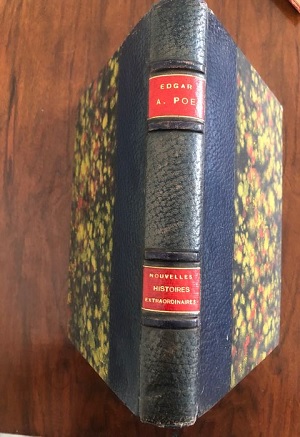 EDGAR
A. POE
NOUVELLES
HISTOIRES
EXTRAORDINAIRES